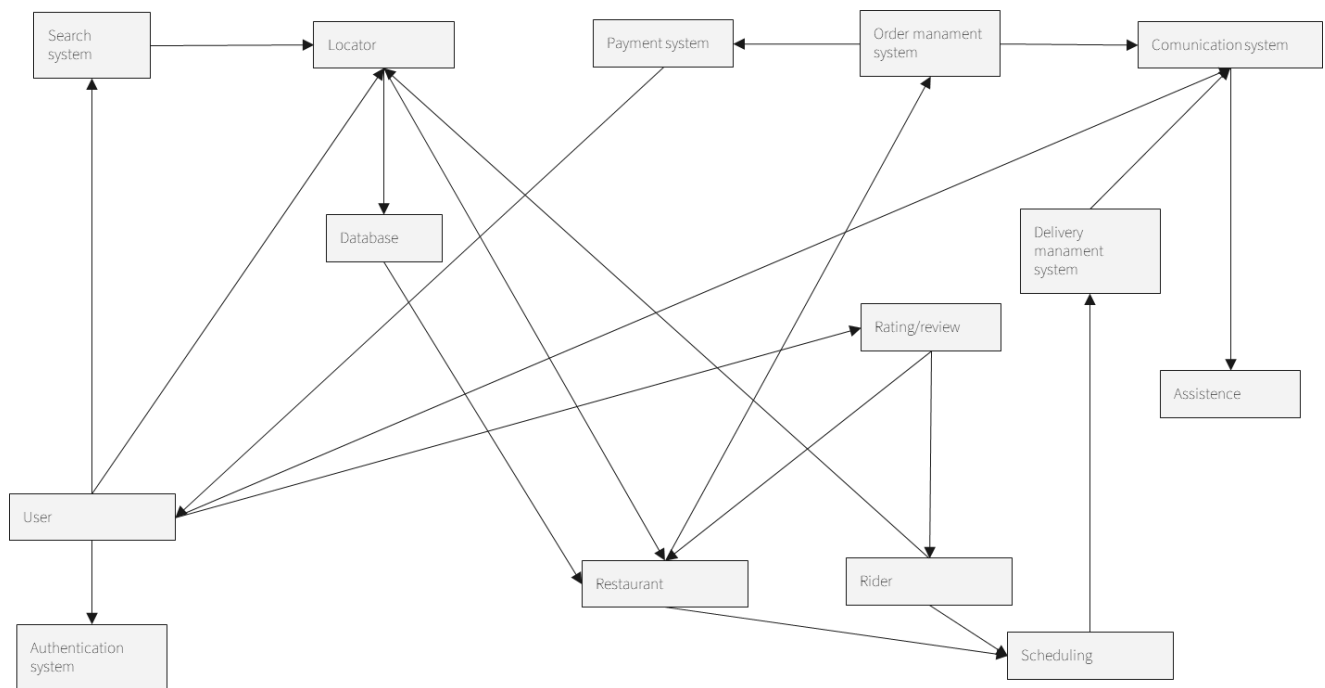 Search
system
Locator
Payment system
Order manament
system
Comunication system
Database
Delivery
manament
system
Rating/review
Assistence
User
Restaurant
Rider
Authentication
system
Scheduling